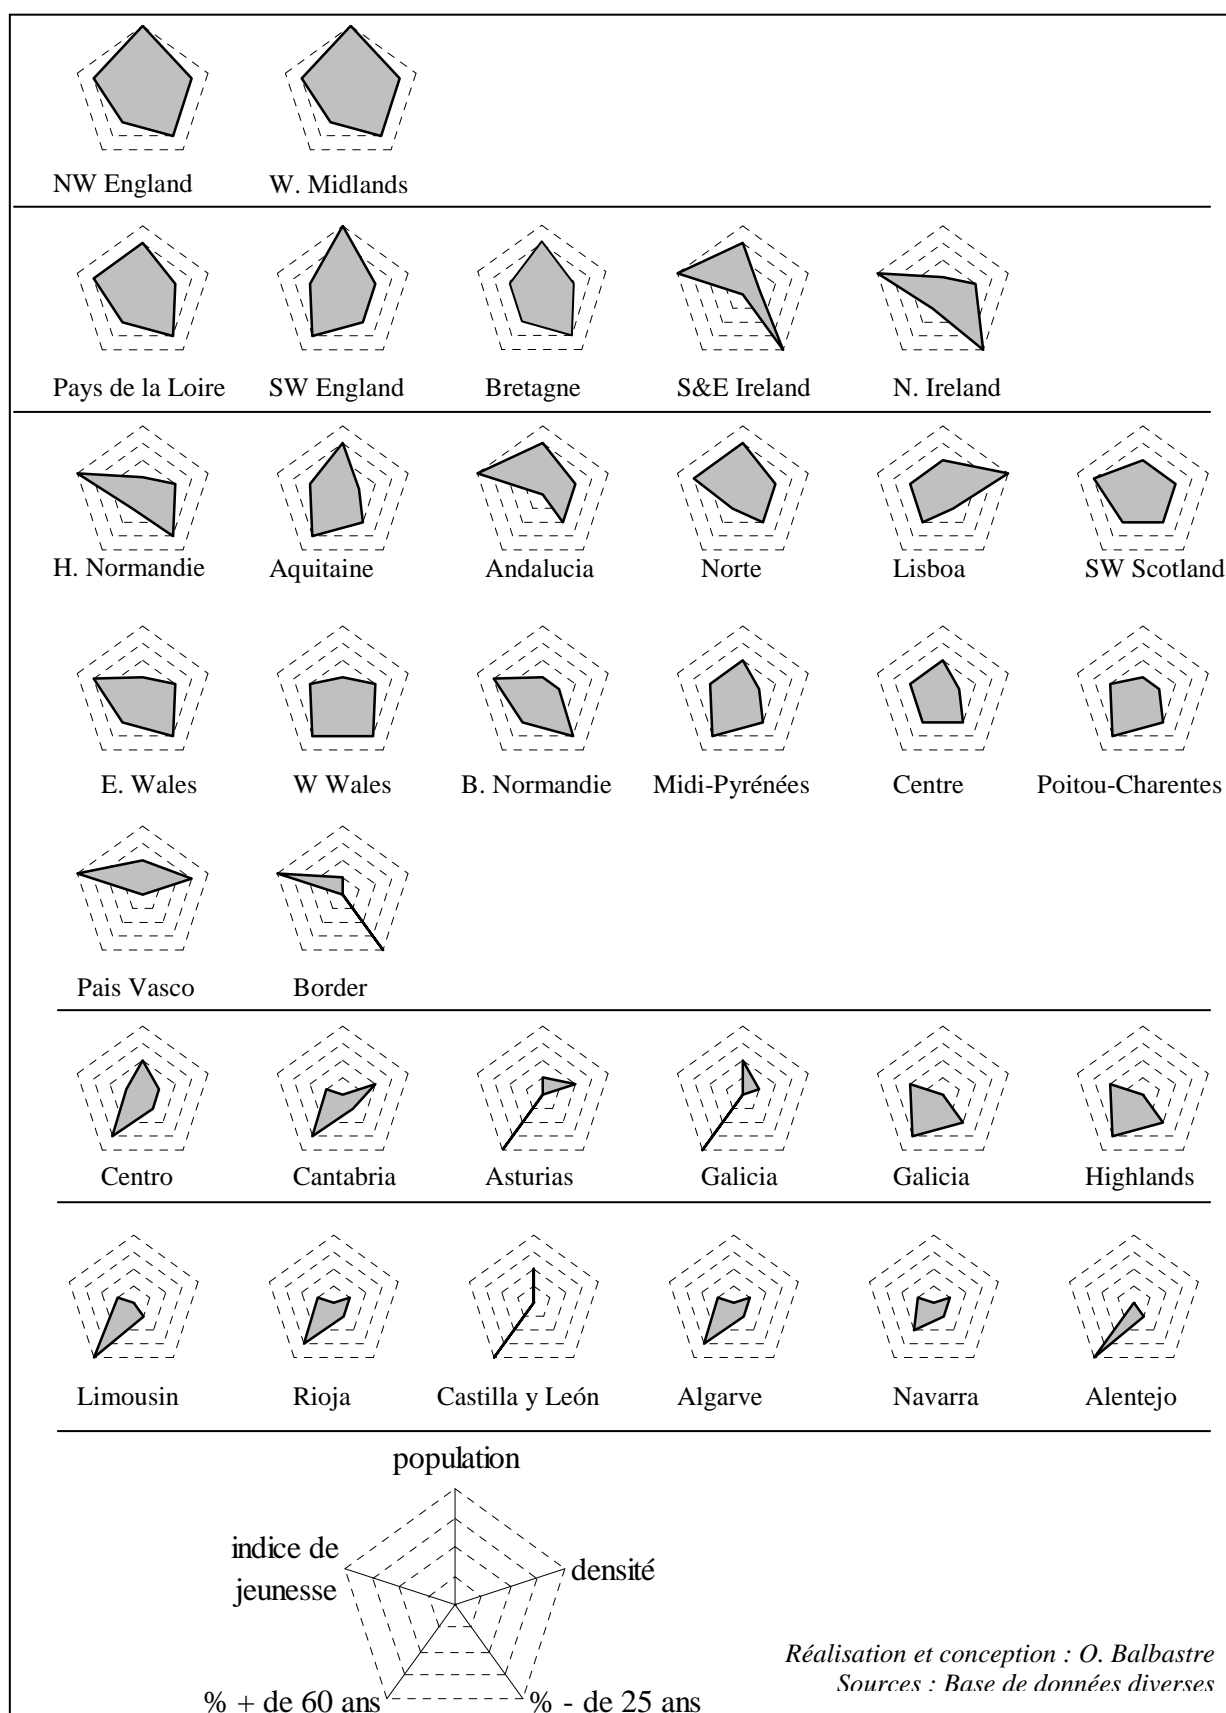 NW England W. Midlands
Pays de la Loire SW England Bretagne S&E Ireland N. Ireland
H. Normandie Aquitaine Andalucia Norte Lisboa SW Scotland
E. Wales W Wales B. Normandie Midi-Pyrénées Centre Poitou-Charentes
Pais Vasco Border
Centro Cantabria Asturias Galicia Galicia Highlands
Limousin Rioja Castilla y León Algarve Navarra Alentejo
population
indice de
jeunesse
densité
% + de 60 ans % - de 25 ans
Réalisation et conception : O. Balbastre
Sources : Base de données diverses